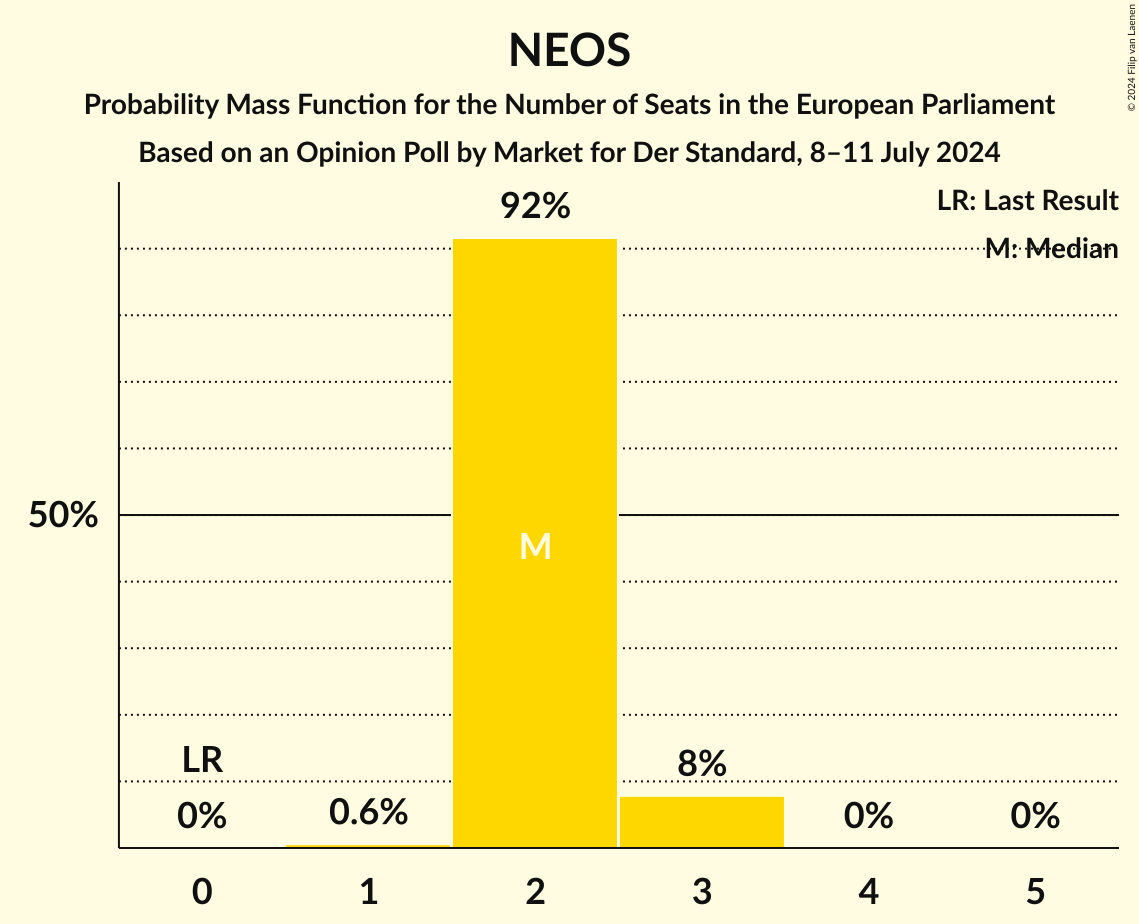 NEOS
Probability Mass Function for the Number of Seats in the European Parliament
Based on an Opinion Poll by Market for Der Standard, 8–11 July 2024
© 2024 Filip van Laenen
LR: Last Result
M: Median
92%
50%
M
LR
0%
0.6%
8%
0%
0%
0 1 2 3 4 5